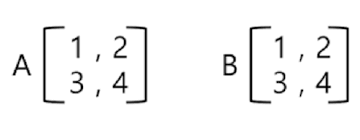 A [1 , 2    B [1 , 2
3 , 4]    3 , 4]